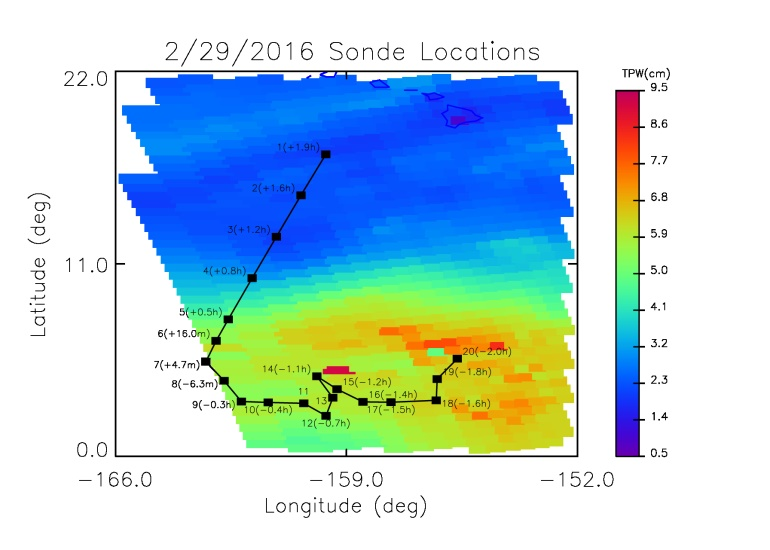 2/29/2016 Sonde Locations
TPW(cm)
22.0
11.0
0.0
Latitude (deg)
−166.0
−159.0
−152.0
Longitude (deg)
1(+1.9h)
2(+1.6h)
3(+1.2h)
4(+0.8h)
5(+0.5h)
6(+16.0m)
7(+4.7m)
8(−6.3m)
9(−0.3h)
10(−0.4h)
11
12(−0.7h)
13
14(−1.1h)
15(−1.2h)
16(−1.4h)
17(−1.5h)
18(−1.6h)
19(−1.8h)
20(−2.0h)
9.5
8.6
7.7
6.8
5.9
5.0
4.1
3.2
2.3
1.4
0.5